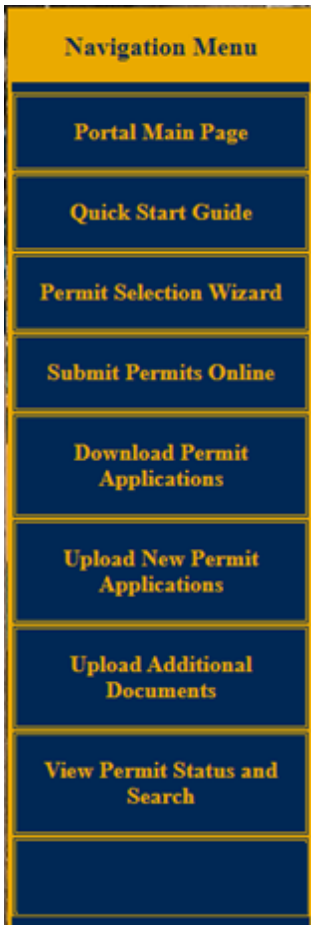 Navigation Menu
Portal Main Page
Quick Start Guide
Permit Selection Wizard
Submit Permits Online
Download Permit
Applications
Upload New Permit
Applications
Upload Additional
Documents
View Permit Status and
Search